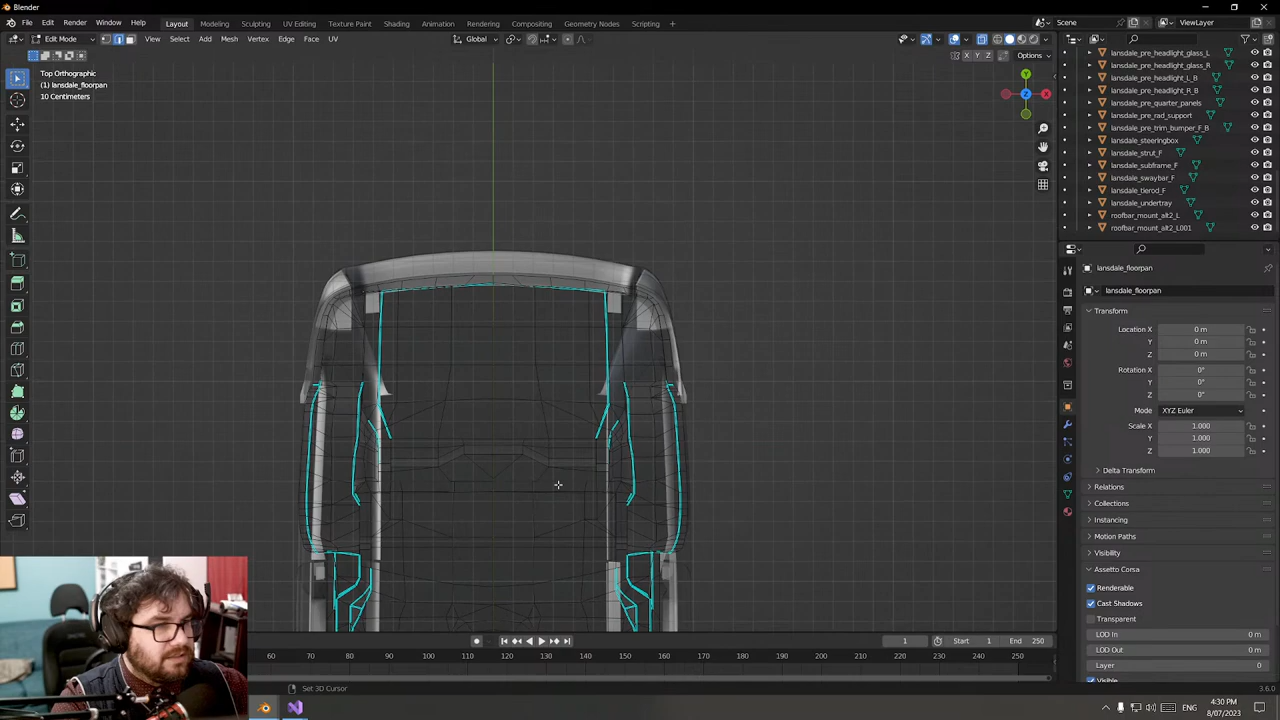 Blender
File Edit Render Window Help Layout Modeling Sculpting UV Editing Texture Paint Shading Animation Rendering Compositing Geometry Nodes Scripting + Scene ViewLayer
Edit Mode View Select Add Mesh Vertex Edge Face UV Global
X Y Z Options
Top Orthographic
(1) lansdale_floorpan
10 Centimeters
Y
Z X
lansdale_pre_headlight_glass_L
lansdale_pre_headlight_glass_R
lansdale_pre_headlight_L_B
lansdale_pre_headlight_R_B
lansdale_pre_quarter_panels
lansdale_pre_rad_support
lansdale_pre_trim_bumper_F_B
lansdale_steeringbox
lansdale_strut_F
lansdale_subframe_F
lansdale_swaybar_F
lansdale_tierod_F
lansdale_undertray
roofbar_mount_alt2_L
roofbar_mount_alt2_L001
lansdale_floorpan
lansdale_floorpan
Transform
Location X 0 m
Y 0 m
Z 0 m
Rotation X 0°
Y 0°
Z 0°
Mode XYZ Euler
Scale X 1.000
Y 1.000
Z 1.000
Delta Transform
Relations
Collections
Instancing
Motion Paths
Visibility
Assetto Corsa
Renderable
Cast Shadows
Transparent
LOD In 0 m
LOD Out 0 m
Layer 0
Visible
1 Start 1 End 250
60 70 80 90 100 110 120 130 140 150 160 170 180 190 200 210 220 230 240 250
Set 3D Cursor
3.6.0
ENG
4:30 PM
8/07/2023